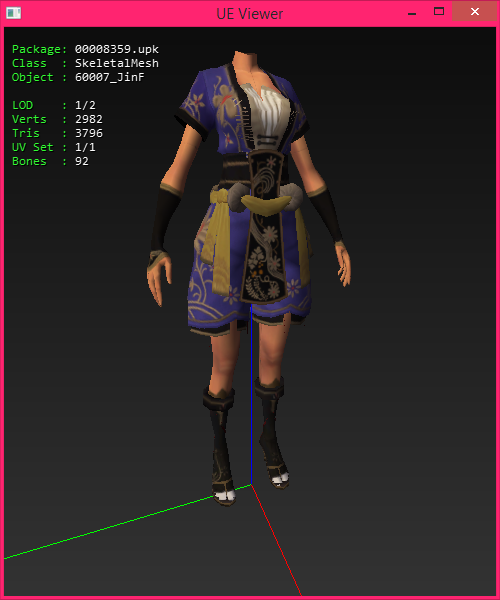 UE Viewer
Package: 00008359.upk
Class : SkeletalMesh
Object : 60007_JinF
LOD : 1/2
Verts : 2982
Tris : 3796
UV Set : 1/1
Bones : 92